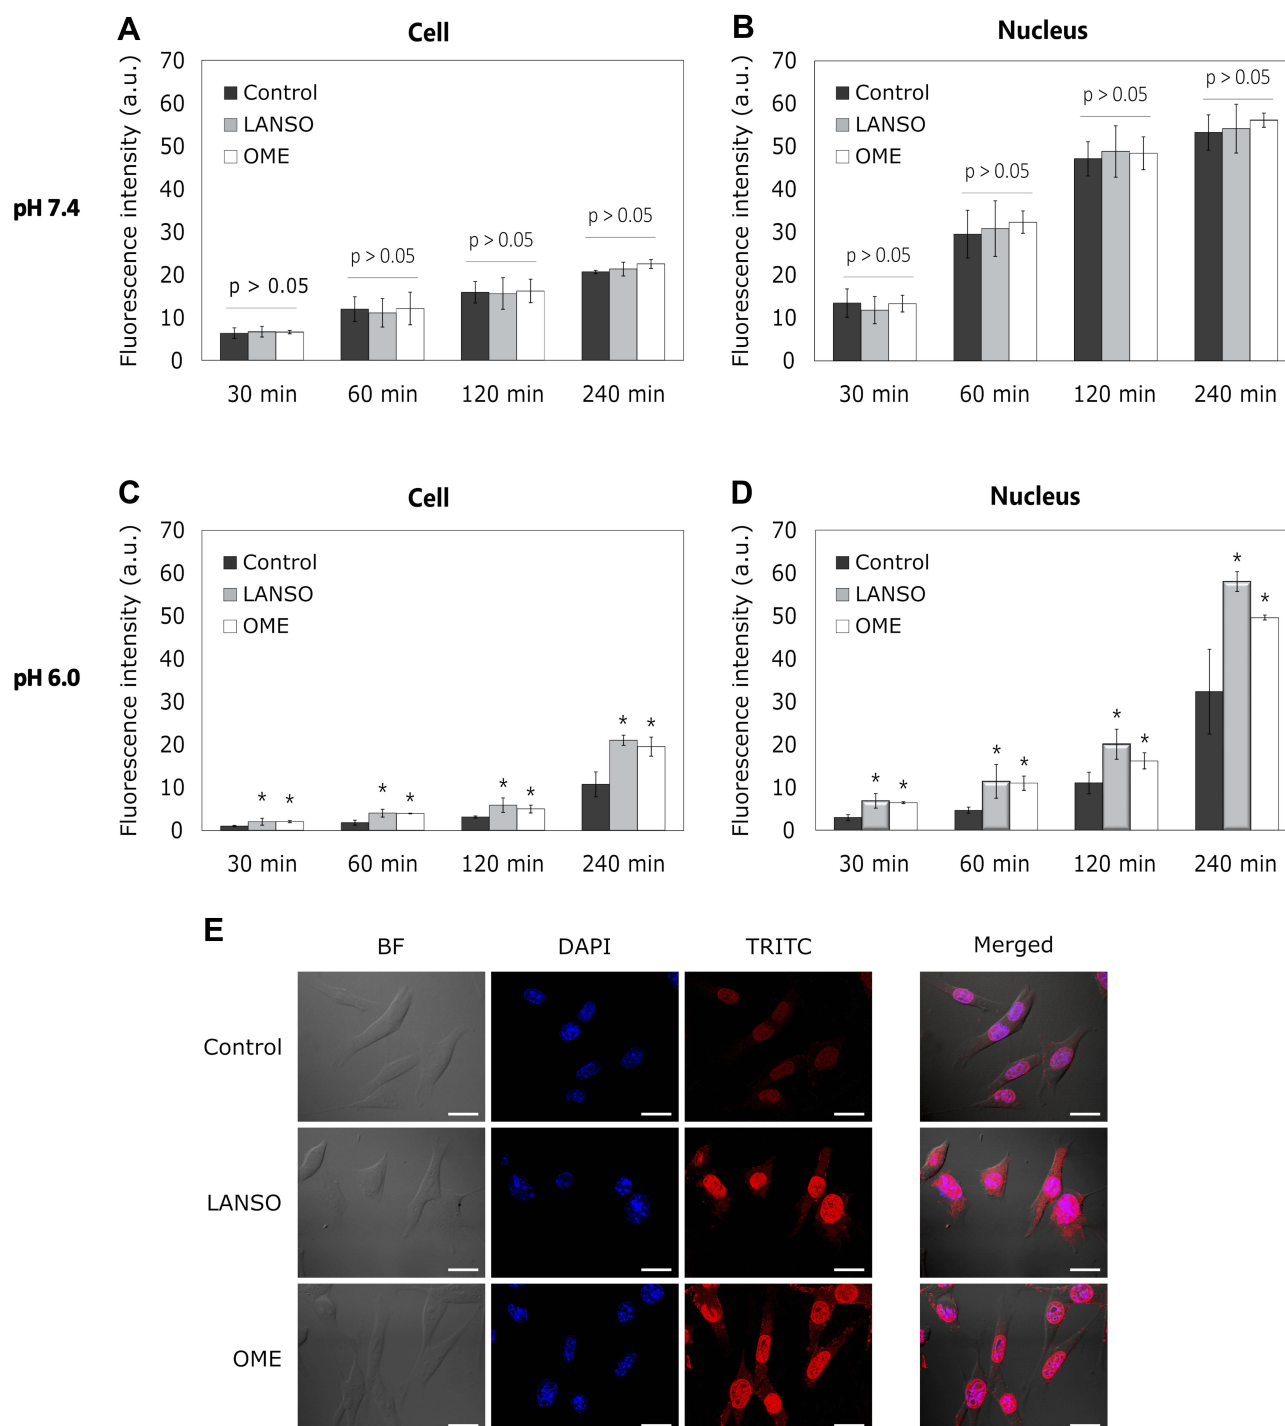 A
Cell
Fluorescence intensity (a.u.)
70
60
50
40
30
20
10
0
Control
LANSO
OME
p > 0.05
p > 0.05
p > 0.05
p > 0.05
30 min
60 min
120 min
240 min
B
Nucleus
Fluorescence intensity (a.u.)
70
60
50
40
30
20
10
0
Control
LANSO
OME
p > 0.05
p > 0.05
p > 0.05
p > 0.05
30 min
60 min
120 min
240 min
pH 7.4
C
Cell
Fluorescence intensity (a.u.)
70
60
50
40
30
20
10
0
Control
LANSO
OME
* *
* *
* *
* *
30 min
60 min
120 min
240 min
D
Nucleus
Fluorescence intensity (a.u.)
70
60
50
40
30
20
10
0
Control
LANSO
OME
* *
* *
* *
* *
30 min
60 min
120 min
240 min
pH 6.0
E
BF
DAPI
TRITC
Merged
Control
LANSO
OME